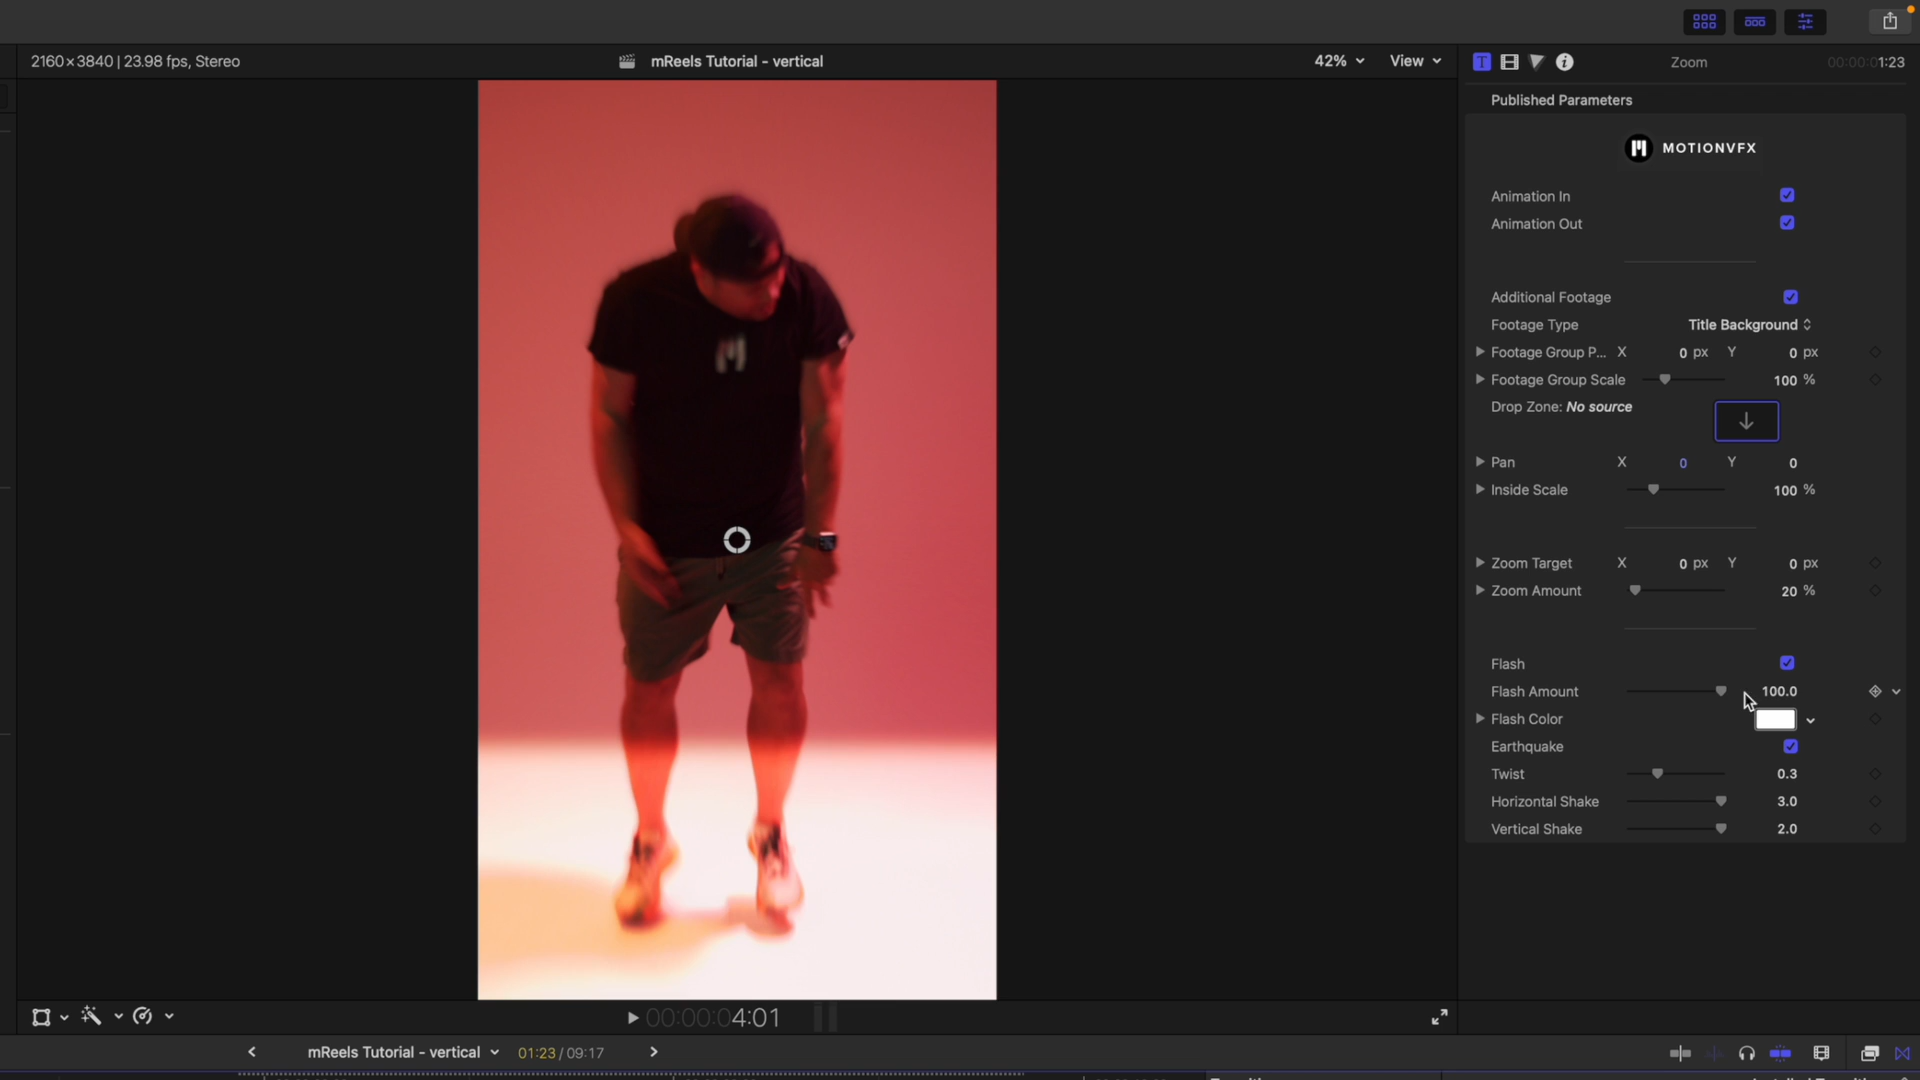 2160×3840 | 23.98 fps, Stereo
mReels Tutorial - vertical
42%
View
Zoom
00:00:01:23
Published Parameters
MOTIONVFX
Animation In
Animation Out
Additional Footage
Footage Type Title Background
Footage Group P... X 0 px Y 0 px
Footage Group Scale 100 %
Drop Zone: No source
Pan X 0 Y 0
Inside Scale 100 %
Zoom Target X 0 px Y 0 px
Zoom Amount 20 %
Flash
Flash Amount 100.0
Flash Color
Earthquake
Twist 0.3
Horizontal Shake 3.0
Vertical Shake 2.0
00:00:04:01
mReels Tutorial - vertical 01:23 / 09:17